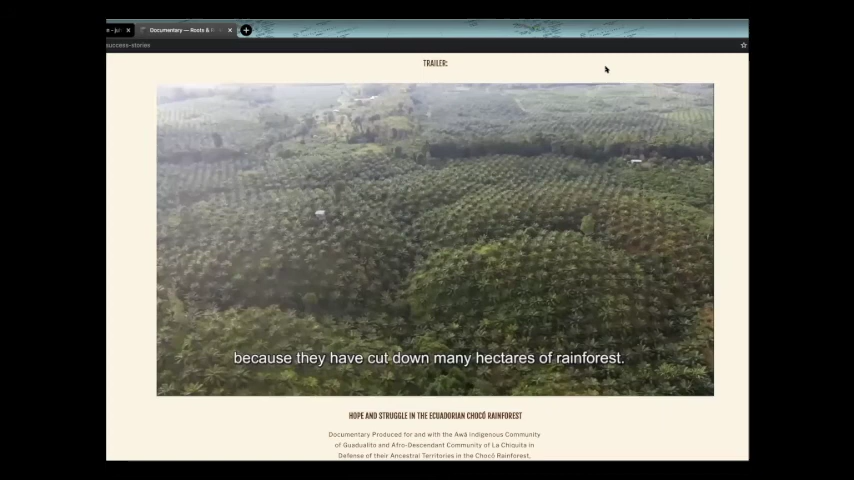 Documentary — Roots & R
success-stories
TRAILER:
because they have cut down many hectares of rainforest.
HOPE AND STRUGGLE IN THE ECUADORIAN CHOCÓ RAINFOREST
Documentary Produced for and with the Awá Indigenous Community
of Guadualito and Afro-Descendant Community of La Chiquita in
Defense of their Ancestral Territories in the Chocó Rainforest,